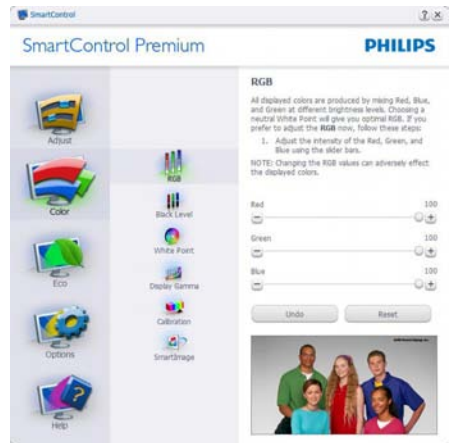 SmartControl
SmartControl Premium
PHILIPS
Adjust
Color
Eco
Options
Help
RGB
Black Level
White Point
Display Gamma
Calibration
SmartImage
RGB
All displayed colors are produced by mixing Red, Blue,
and Green at different brightness levels. Choosing a
neutral White Point will give you optimal RGB. If you
prefer to adjust the RGB now, follow these steps:
1. Adjust the intensity of the Red, Green, and
Blue using the slider bars.
NOTE: Changing the RGB values can adversely effect
the displayed colors.
Red 100
Green 100
Blue 100
Undo Reset